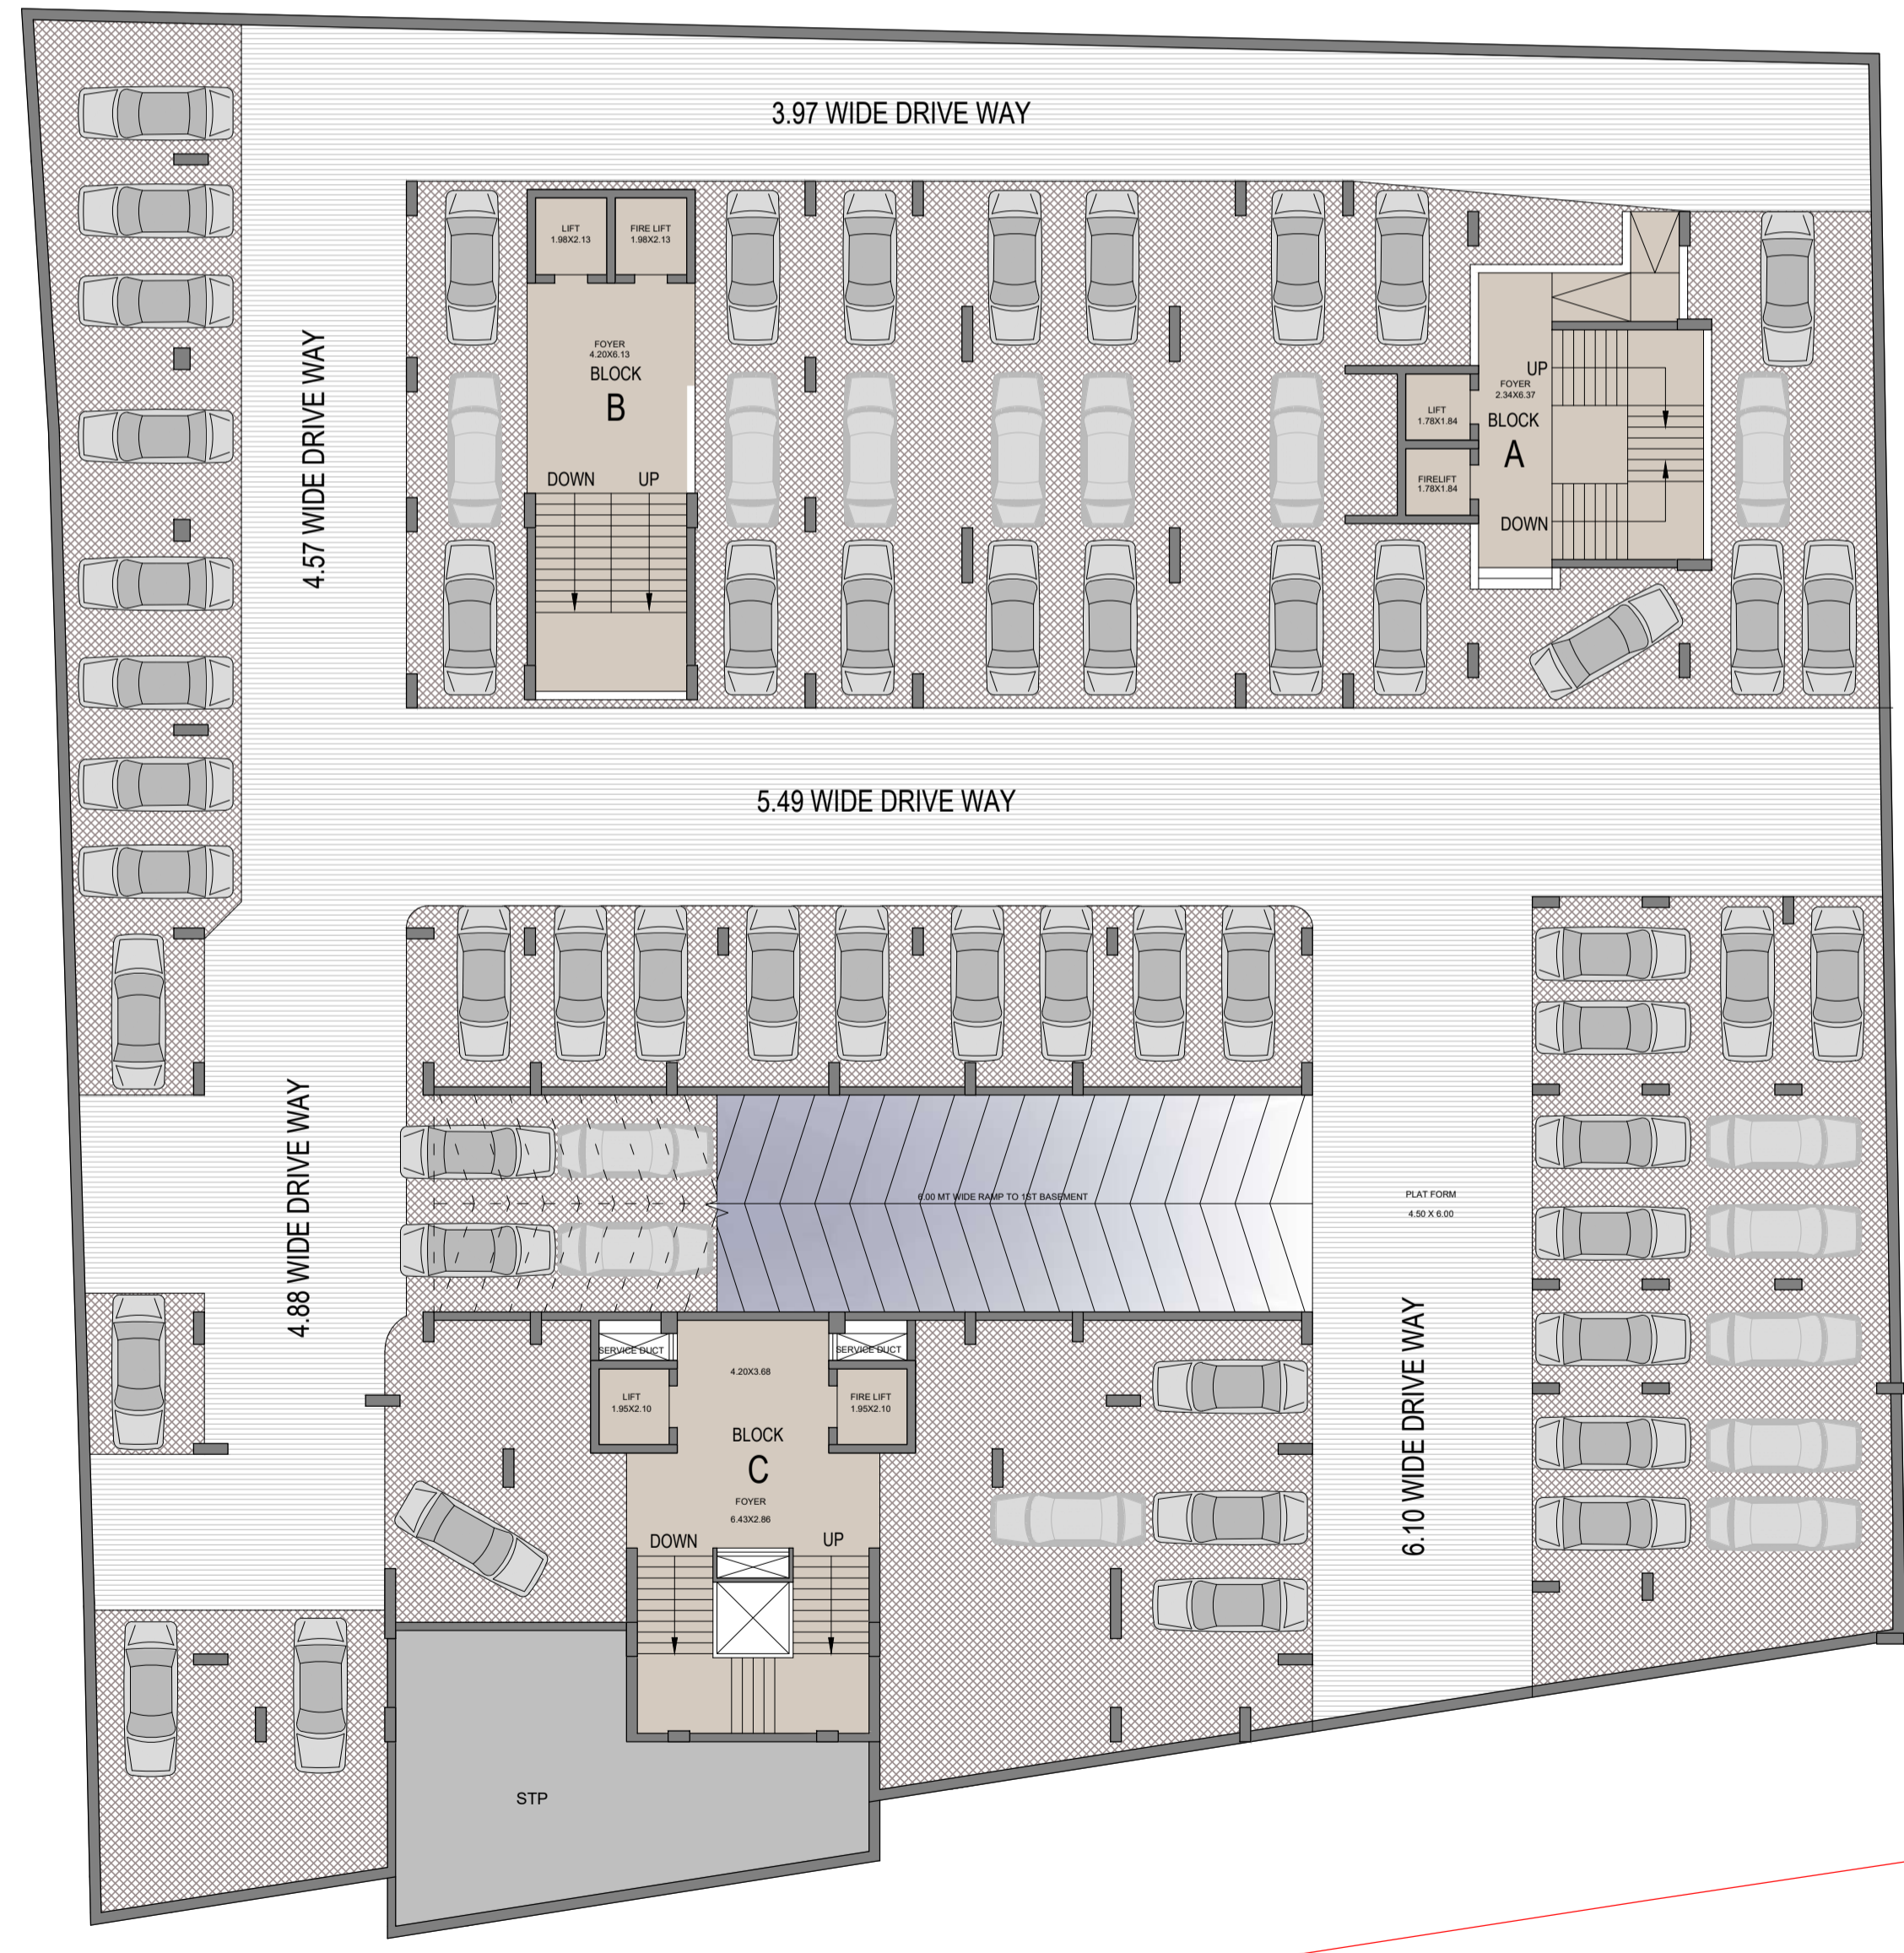 3.97 WIDE DRIVE WAY
LIFT
1.98X2.13
FIRE LIFT
1.98X2.13
FOYER
4.20X6.13
BLOCK
B
DOWN
UP
4.57 WIDE DRIVE WAY
UP
FOYER
2.34X6.37
BLOCK
A
LIFT
1.78X1.84
FIRELIFT
1.78X1.84
DOWN
5.49 WIDE DRIVE WAY
4.88 WIDE DRIVE WAY
6.00 MT WIDE RAMP TO 1ST BASEMENT
PLAT FORM
4.50 X 6.00
6.10 WIDE DRIVE WAY
SERVICE DUCT
SERVICE DUCT
4.20X3.68
LIFT
1.95X2.10
FIRE LIFT
1.95X2.10
BLOCK
C
FOYER
6.43X2.86
DOWN
UP
STP